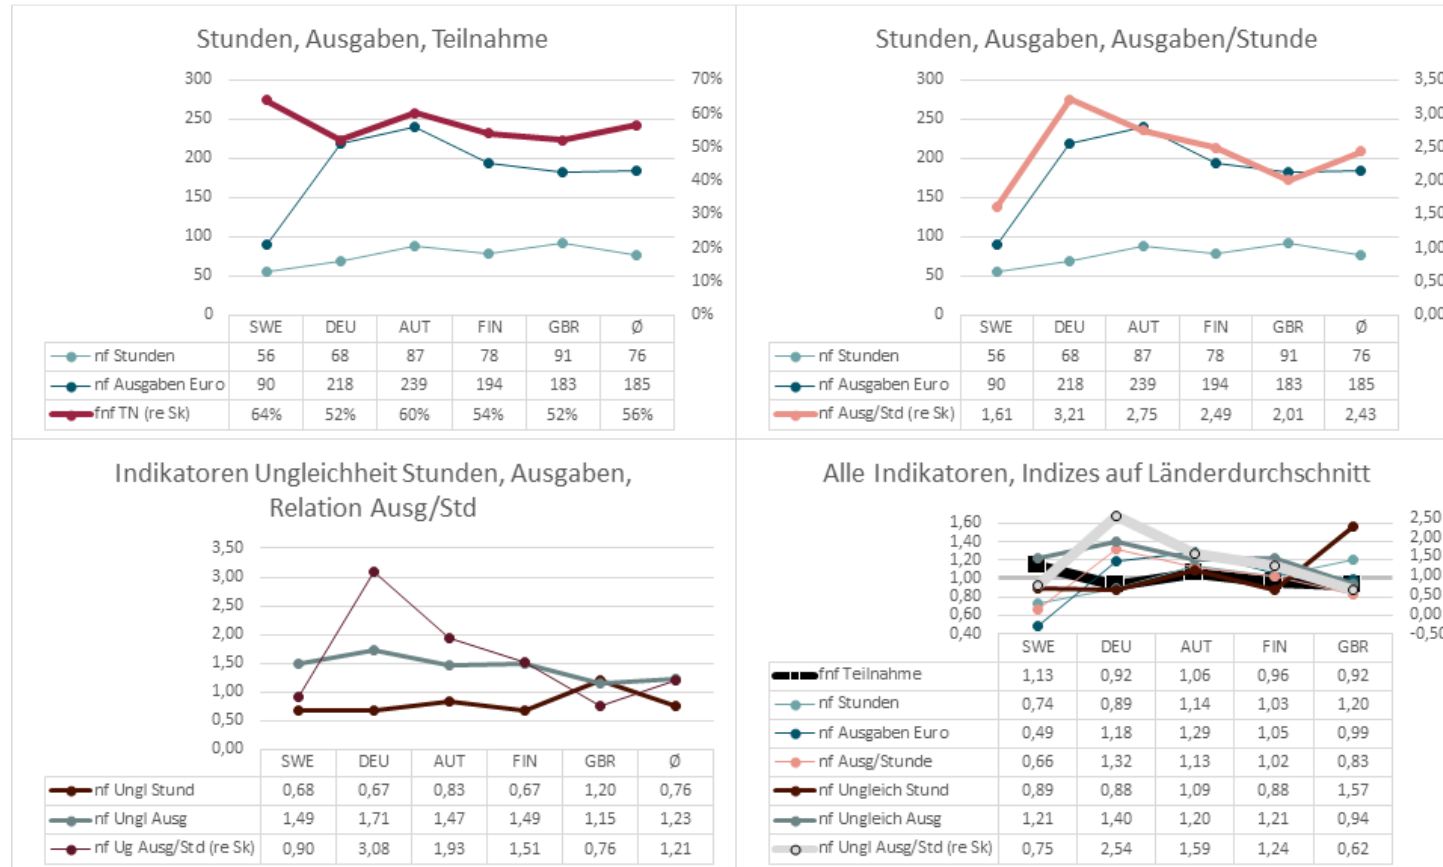 Stunden, Ausgaben, Teilnahme
300 70%
250 60%
200 50%
150 40%
100 30%
50 20%
0 10%
0%
SWE DEU AUT FIN GBR Ø
nf Stunden 56 68 87 78 91 76
nf Ausgaben Euro 90 218 239 194 183 185
fnf TN (re Sk) 64% 52% 60% 54% 52% 56%
Stunden, Ausgaben, Ausgaben/Stunde
300 3,50
250 3,00
200 2,50
150 2,00
100 1,50
50 1,00
0 0,50
0,00
SWE DEU AUT FIN GBR Ø
nf Stunden 56 68 87 78 91 76
nf Ausgaben Euro 90 218 239 194 183 185
nf Ausg/Std (re Sk) 1,61 3,21 2,75 2,49 2,01 2,43
Indikatoren Ungleichheit Stunden, Ausgaben,
Relation Ausg/Std
3,50
3,00
2,50
2,00
1,50
1,00
0,50
0,00
SWE DEU AUT FIN GBR Ø
nf Ungl Stund 0,68 0,67 0,83 0,67 1,20 0,76
nf Ungl Ausg 1,49 1,71 1,47 1,49 1,15 1,23
nf Ug Ausg/Std (re Sk) 0,90 3,08 1,93 1,51 0,76 1,21
Alle Indikatoren, Indizes auf Länderdurchschnitt
1,60 2,50
1,40 2,00
1,20 1,50
1,00 1,00
0,80 0,50
0,60 0,00
0,40 -0,50
SWE DEU AUT FIN GBR
fnf Teilnahme 1,13 0,92 1,06 0,96 0,92
nf Stunden 0,74 0,89 1,14 1,03 1,20
nf Ausgaben Euro 0,49 1,18 1,29 1,05 0,99
nf Ausg/Stunde 0,66 1,32 1,13 1,02 0,83
nf Ungleich Stund 0,89 0,88 1,09 0,88 1,57
nf Ungleich Ausg 1,21 1,40 1,20 1,21 0,94
nf Ungl Ausg/Std (re Sk) 0,75 2,54 1,59 1,24 0,62